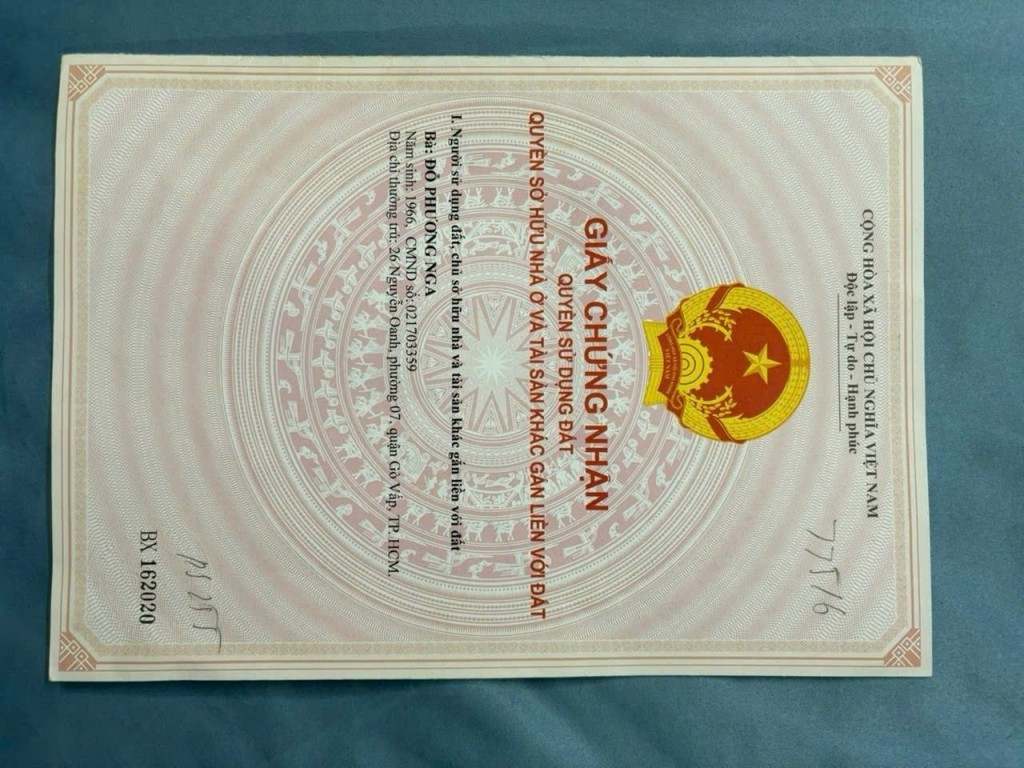 CỘNG HÒA XÃ HỘI CHỦ NGHĨA VIỆT NAM
Độc lập - Tự do - Hạnh phúc
775/6
GIẤY CHỨNG NHẬN
QUYỀN SỬ DỤNG ĐẤT
QUYỀN SỞ HỮU NHÀ Ở VÀ TÀI SẢN KHÁC GẮN LIỀN VỚI ĐẤT
I. Người sử dụng đất, chủ sở hữu nhà và tài sản khác gắn liền với đất
Bà: ĐỖ PHƯƠNG NGA
Năm sinh: 1966, CMND số: 021703359
Địa chỉ thường trú: 26 Nguyễn Oanh, phường 07, quận Gò Vấp, TP. HCM.
BX 162020